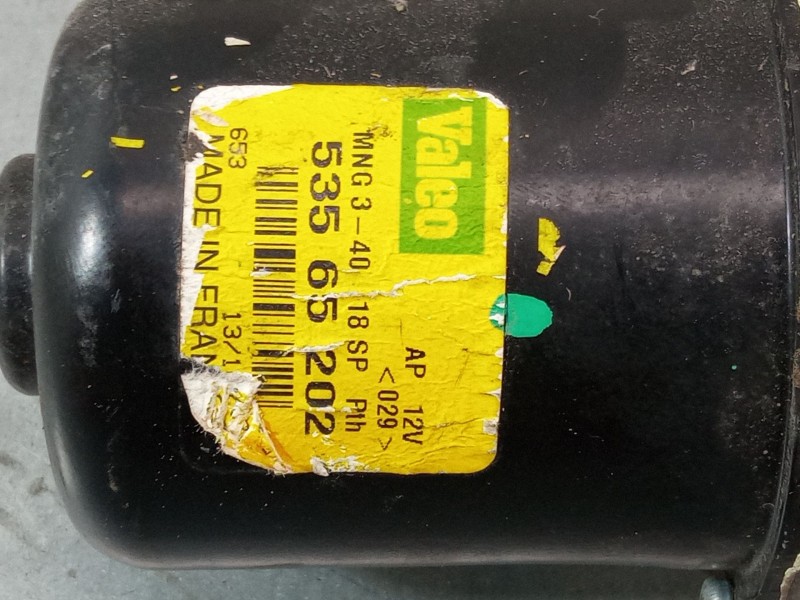 Valeo
AP 12V
<029>
MNG 3-40 18 SP Pth
535 65 202
653 13/1
MADE IN FRAN